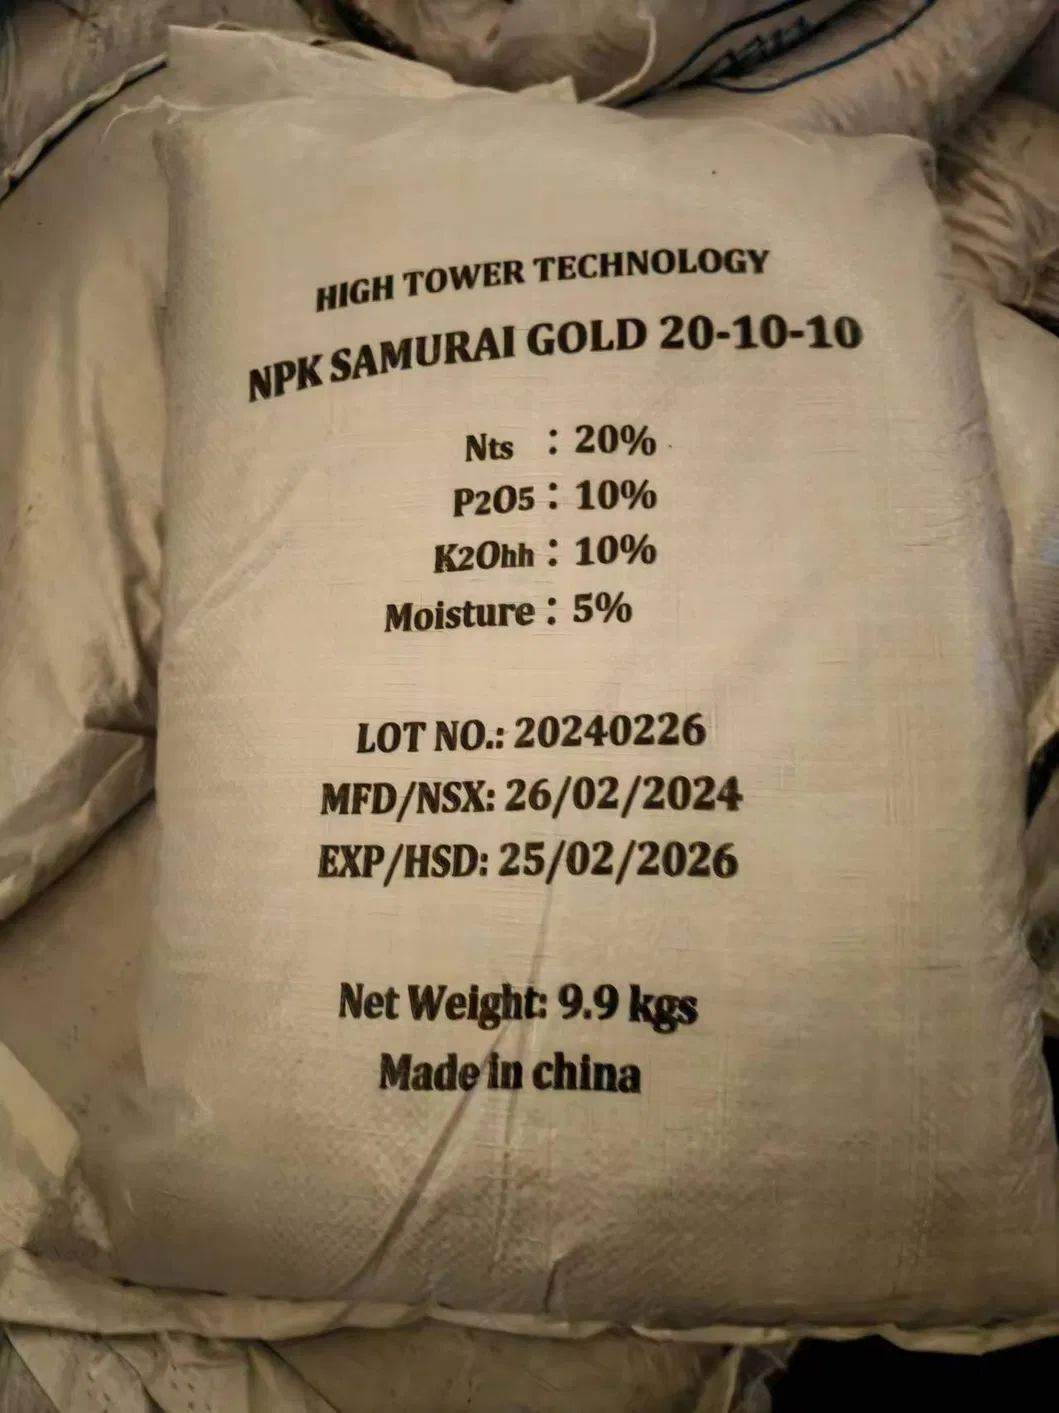 HIGH TOWER TECHNOLOGY
NPK SAMURAI GOLD 20-10-10
Nts : 20%
P2O5 : 10%
K2Ohh : 10%
Moisture : 5%
LOT NO.: 20240226
MFD/NSX: 26/02/2024
EXP/HSD: 25/02/2026
Net Weight: 9.9 kgs
Made in china